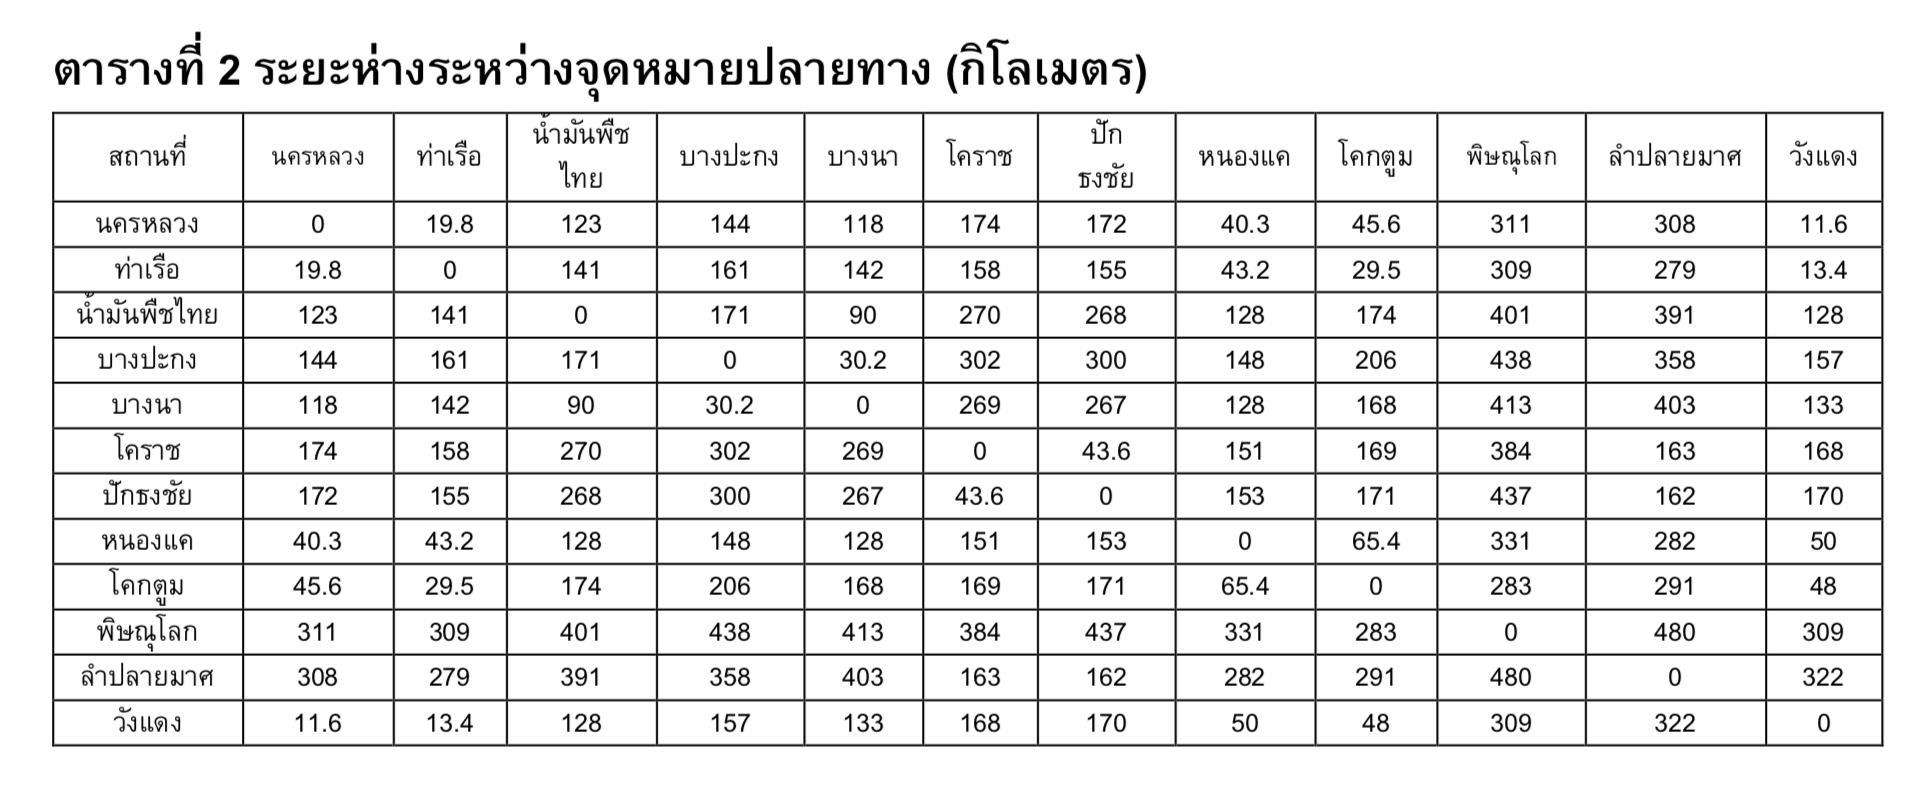 ตารางที่ 2 ระยะห่างระหว่างจุดหมายปลายทาง (กิโลเมตร)
สถานที่ นครหลวง ท่าเรือ น้ำมันพืชไทย บางปะกง บางนา โคราช ปักธงชัย หนองแค โคกตูม พิษณุโลก ลำปลายมาศ วังแดง
นครหลวง 0 19.8 123 144 118 174 172 40.3 45.6 311 308 11.6
ท่าเรือ 19.8 0 141 161 142 158 155 43.2 29.5 309 279 13.4
น้ำมันพืชไทย 123 141 0 171 90 270 268 128 174 401 391 128
บางปะกง 144 161 171 0 30.2 302 300 148 206 438 358 157
บางนา 118 142 90 30.2 0 269 267 128 168 413 403 133
โคราช 174 158 270 302 269 0 43.6 151 169 384 163 168
ปักธงชัย 172 155 268 300 267 43.6 0 153 171 437 162 170
หนองแค 40.3 43.2 128 148 128 151 153 0 65.4 331 282 50
โคกตูม 45.6 29.5 174 206 168 169 171 65.4 0 283 291 48
พิษณุโลก 311 309 401 438 413 384 437 331 283 0 480 309
ลำปลายมาศ 308 279 391 358 403 163 162 282 291 480 0 322
วังแดง 11.6 13.4 128 157 133 168 170 50 48 309 322 0